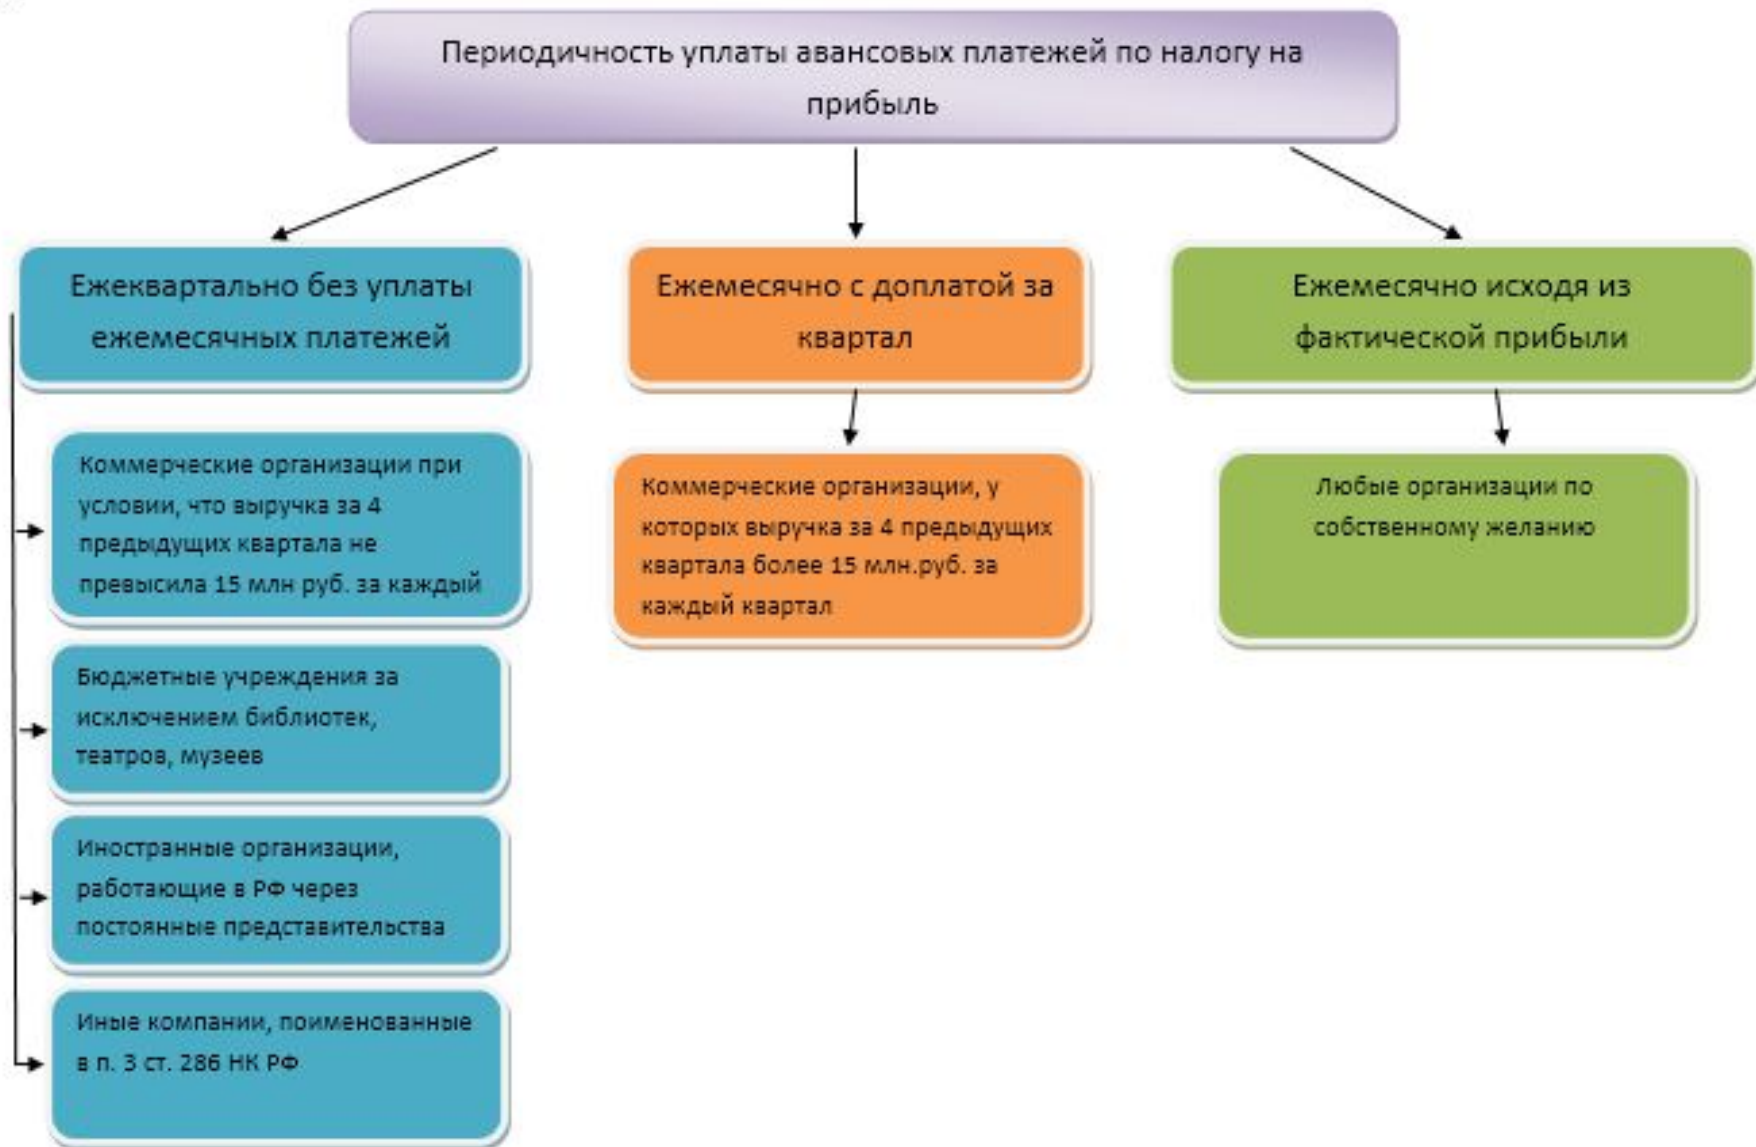 Периодичность уплаты авансовых платежей по налогу на
прибыль
Ежеквартально без уплаты
ежемесячных платежей
Коммерческие организации при
условии, что выручка за 4
предыдущих квартала не
превысила 15 млн руб. за каждый
Бюджетные учреждения за
исключением библиотек,
театров, музеев
Иностранные организации,
работающие в РФ через
постоянные представительства
Иные компании, поименованные
в п. 3 ст. 286 НК РФ
Ежемесячно с доплатой за
квартал
Коммерческие организации, у
которых выручка за 4 предыдущих
квартала более 15 млн.руб. за
каждый квартал
Ежемесячно исходя из
фактической прибыли
Любые организации по
собственному желанию